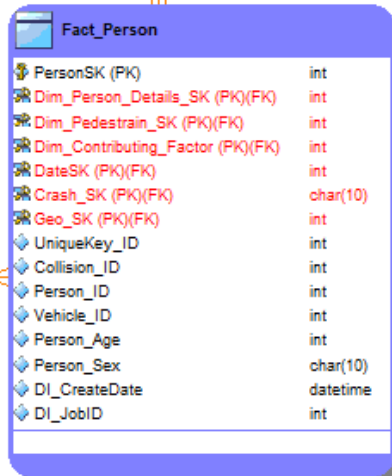 Fact_Person
PersonSK (PK) int
Dim_Person_Details_SK (PK)(FK) int
Dim_Pedestrain_SK (PK)(FK) int
Dim_Contributing_Factor (PK)(FK) int
DateSK (PK)(FK) int
Crash_SK (PK)(FK) char(10)
Geo_SK (PK)(FK) int
UniqueKey_ID int
Collision_ID int
Person_ID int
Vehicle_ID int
Person_Age int
Person_Sex char(10)
DI_CreateDate datetime
DI_JobID int